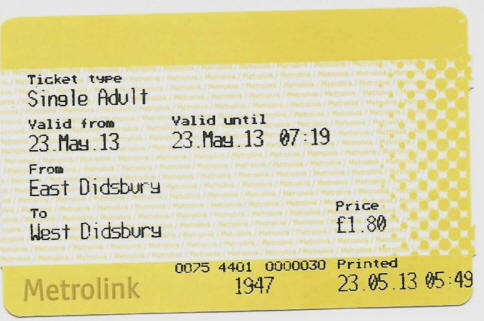 Ticket type
Single Adult
Valid from Valid until
23.May.13 23.May.13 07:19
From
East Didsbury
To Price
West Didsbury £1.80
0075 4401 0000030 Printed
Metrolink 1947 23.05.13 05:49